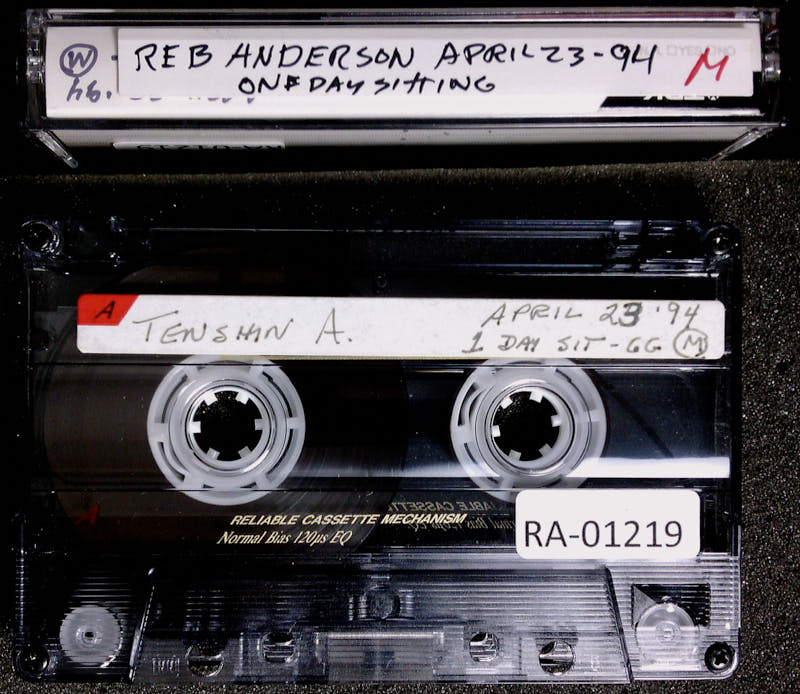 REB ANDERSON APRIL 23-94 M
ONE DAY SITTING
A TENSHIN A. APRIL 23 '94
1 DAY SIT - GG M
RELIABLE CASSETTE MECHANISM
Normal Bias 120µs EQ
RA-01219